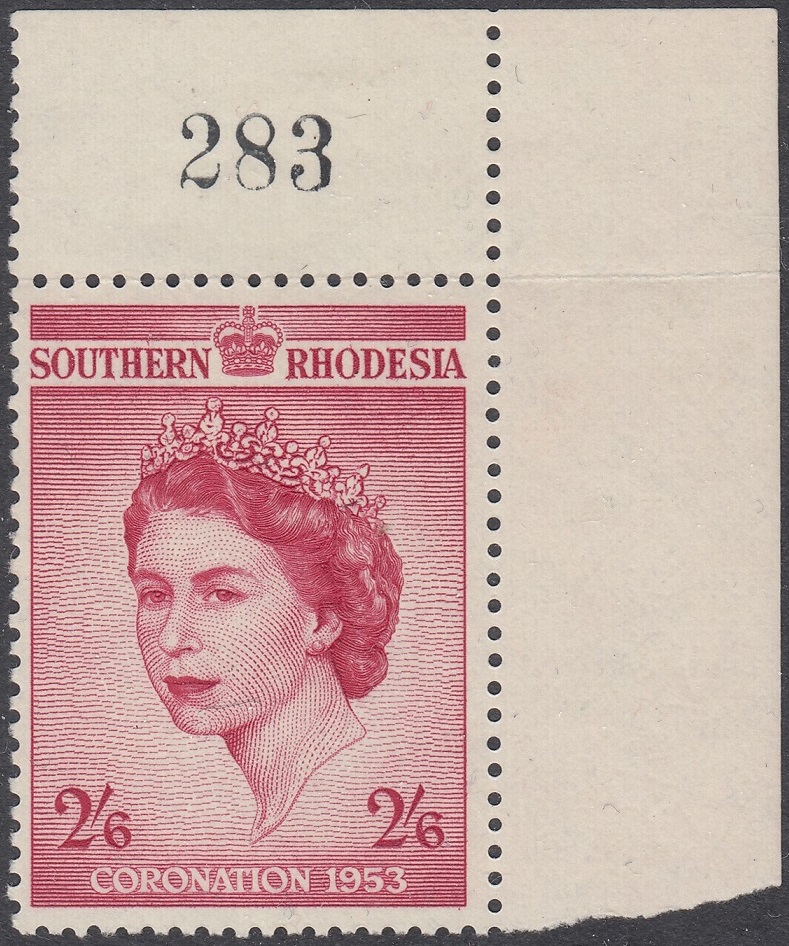 283
SOUTHERN RHODESIA
2/6 2/6
CORONATION 1953